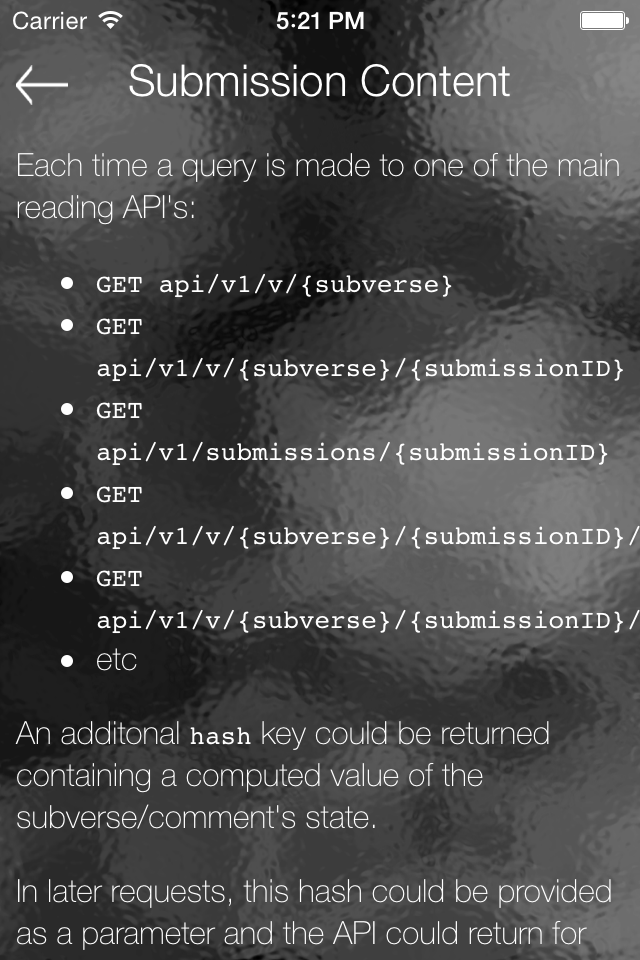 Carrier 5:21 PM
Submission Content
Each time a query is made to one of the main
reading API's:
• GET api/v1/v/{subverse}
• GET
api/v1/v/{subverse}/{submissionID}
• GET
api/v1/submissions/{submissionID}
• GET
api/v1/v/{subverse}/{submissionID}/
• GET
api/v1/v/{subverse}/{submissionID}/
• etc
An additonal hash key could be returned
containing a computed value of the
subverse/comment's state.
In later requests, this hash could be provided
as a parameter and the API could return for